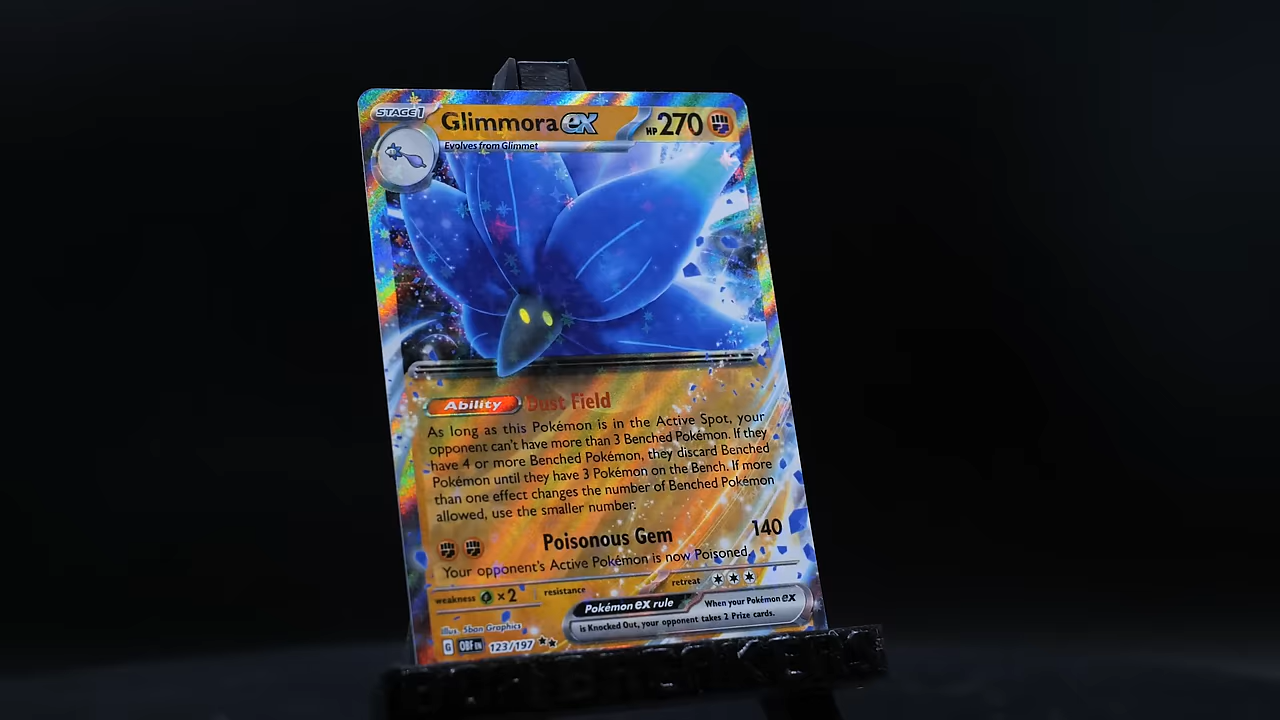 STAGE1
Glimmora ex
HP 270
Evolves from Glimmet
Ability Dust Field
As long as this Pokémon is in the Active Spot, your
opponent can't have more than 3 Benched Pokémon. If they
have 4 or more Benched Pokémon, they discard Benched
Pokémon until they have 3 Pokémon on the Bench. If more
than one effect changes the number of Benched Pokémon
allowed, use the smaller number.
Poisonous Gem 140
Your opponent's Active Pokémon is now Poisoned.
weakness ×2 resistance retreat
Pokémon ex rule
When your Pokémon ex
is Knocked Out, your opponent takes 2 Prize cards.
Illus. 5ban Graphics
G OBF EN 123/197